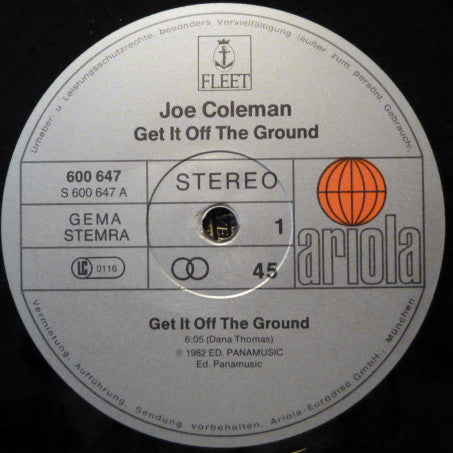 Urheber u. Leistungsschutzrechte, besonders Vervielfältigung (außer zum persönl. Gebrauch),
FLEET
Joe Coleman
Get It Off The Ground
600 647
S 600 647 A
STEREO
GEMA
STEMRA
1
LC 0116
45
ariola
Get It Off The Ground
6:05 (Dana Thomas)
℗ 1982 ED. PANAMUSIC
Ed. Panamusic
Vermietung, Aufführung, Sendung vorbehalten. Ariola Eurodisc GmbH., München